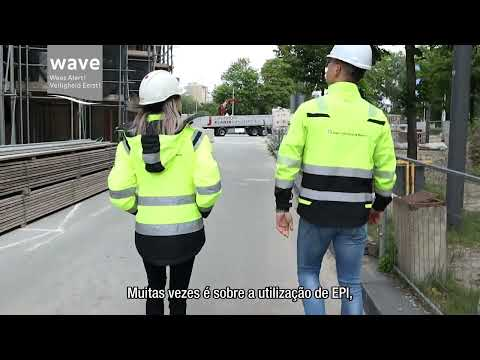 wave
Wees Alert!
Veiligheid Eerst!
Muitas vezes é sobre a utilização de EPI,